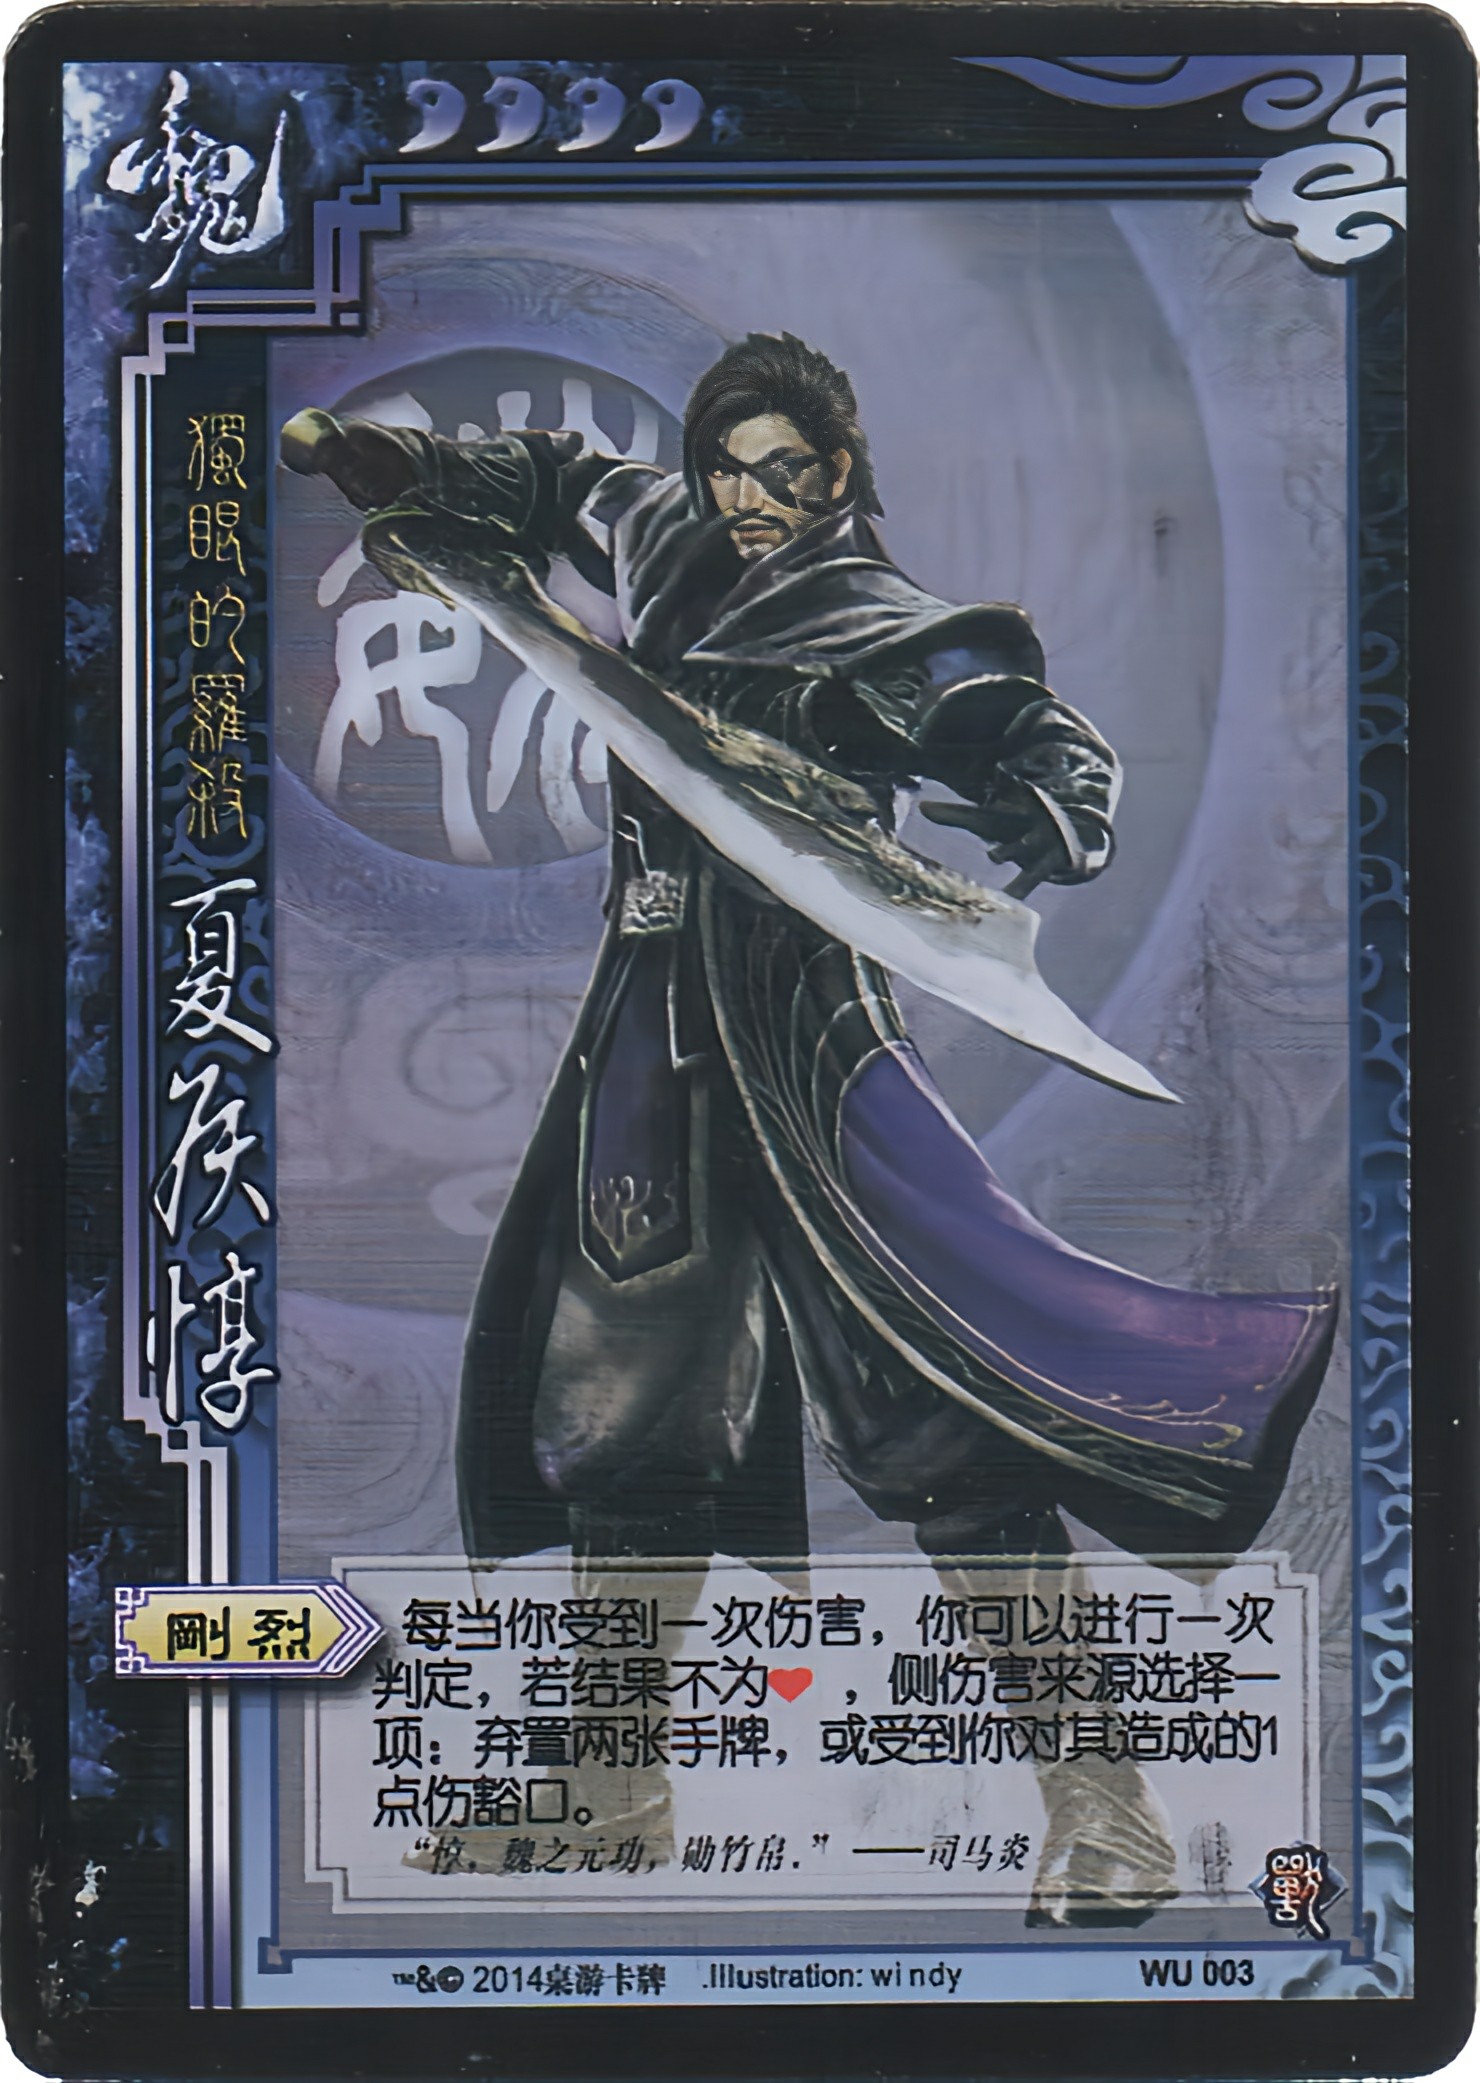 魏
獨眼的羅殺
夏侯惇
剛烈
每当你受到一次伤害，你可以进行一次
判定，若结果不为♥，侧伤害来源选择一
项：弃置两张手牌，或受到你对其造成的1
点伤豁口。
“惇，魏之元功，勋竹帛.”——司马炎
™&© 2014桌游卡牌 .Illustration: windy
WU 003